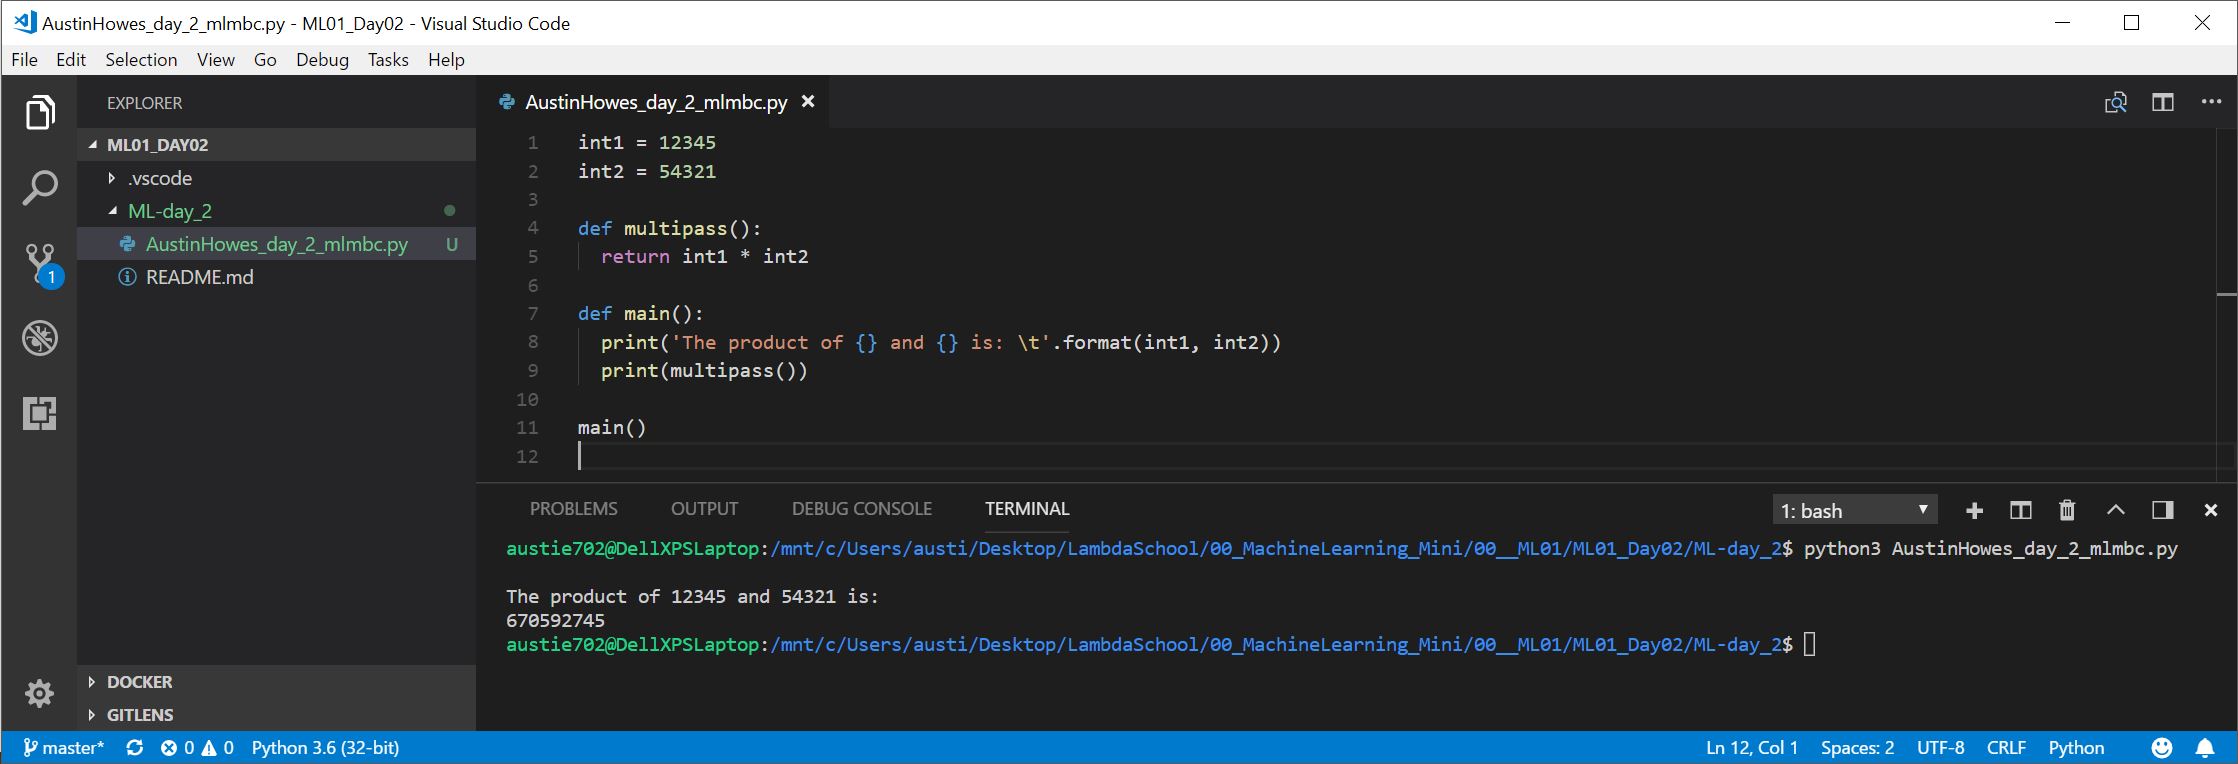 AustinHowes_day_2_mlmbc.py - ML01_Day02 - Visual Studio Code
File Edit Selection View Go Debug Tasks Help
EXPLORER
ML01_DAY02
.vscode
ML-day_2
AustinHowes_day_2_mlmbc.py U
1
README.md
DOCKER
GITLENS
AustinHowes_day_2_mlmbc.py
1 int1 = 12345
2 int2 = 54321
3
4 def multipass():
5   return int1 * int2
6
7 def main():
8   print('The product of {} and {} is: \t'.format(int1, int2))
9   print(multipass())
10
11 main()
12
PROBLEMS OUTPUT DEBUG CONSOLE TERMINAL 1: bash
austie702@DellXPSLaptop:/mnt/c/Users/austi/Desktop/LambdaSchool/00_MachineLearning_Mini/00__ML01/ML01_Day02/ML-day_2$ python3 AustinHowes_day_2_mlmbc.py
The product of 12345 and 54321 is:
670592745
austie702@DellXPSLaptop:/mnt/c/Users/austi/Desktop/LambdaSchool/00_MachineLearning_Mini/00__ML01/ML01_Day02/ML-day_2$
master* 0 0 Python 3.6 (32-bit) Ln 12, Col 1 Spaces: 2 UTF-8 CRLF Python